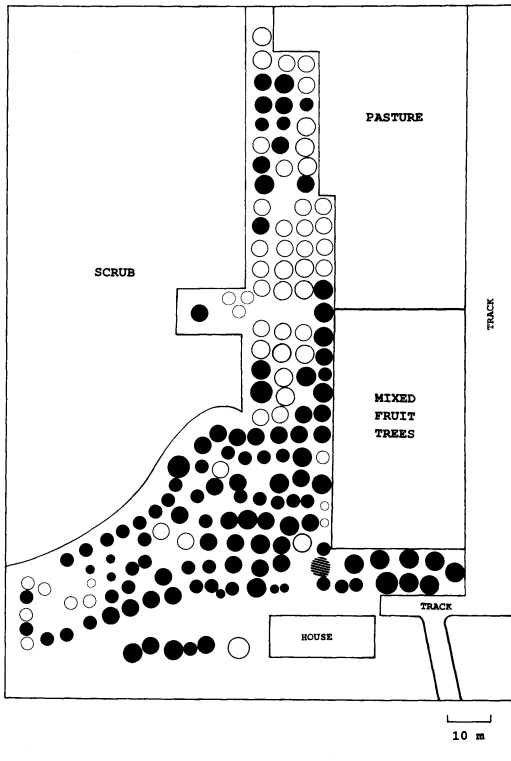 PASTURE
SCRUB
TRACK
MIXED
FRUIT
TREES
TRACK
HOUSE
10 m